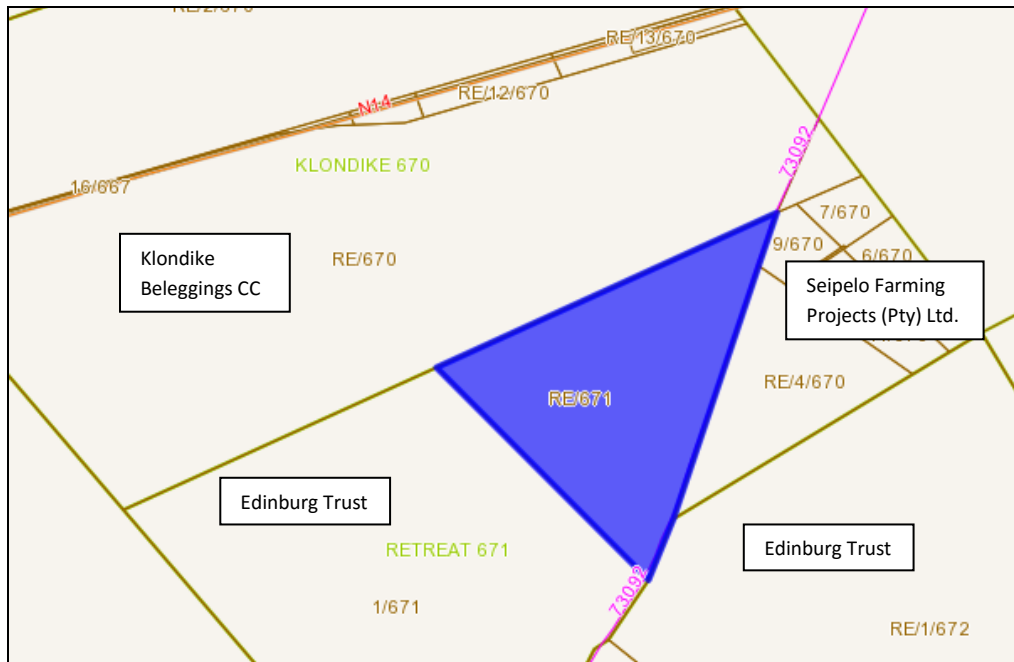 RE/2/670
RE/13/670
RE/12/670
N14
73092
KLONDIKE 670
16/667
7/670
RE/670
9/670
6/670
Klondike
Beleggings CC
Seipelo Farming
Projects (Pty) Ltd.
RE/4/670
RE/671
Edinburg Trust
RETREAT 671
Edinburg Trust
73092
1/671
RE/1/672